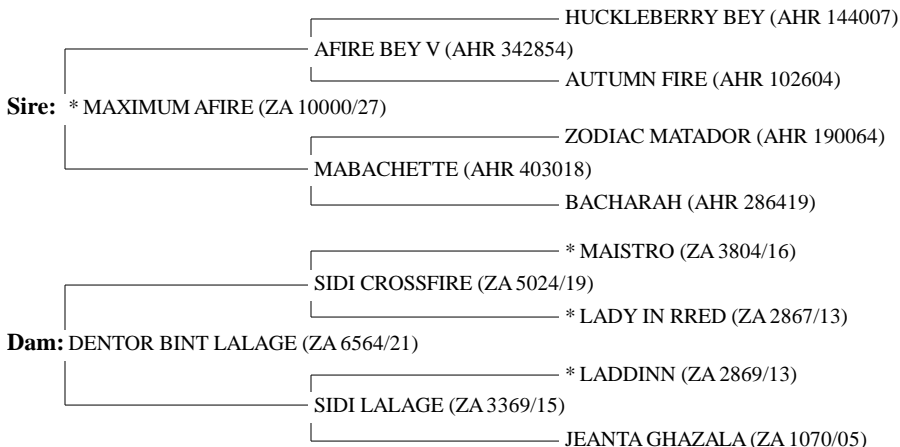 HUCKLEBERRY BEY (AHR 144007)
AFIRE BEY V (AHR 342854)
AUTUMN FIRE (AHR 102604)
Sire: * MAXIMUM AFIRE (ZA 10000/27)
ZODIAC MATADOR (AHR 190064)
MABACHETTE (AHR 403018)
BACHARAH (AHR 286419)
* MAISTRO (ZA 3804/16)
SIDI CROSSFIRE (ZA 5024/19)
* LADY IN RRED (ZA 2867/13)
Dam: DENTOR BINT LALAGE (ZA 6564/21)
* LADDINN (ZA 2869/13)
SIDI LALAGE (ZA 3369/15)
JEANTA GHAZALA (ZA 1070/05)